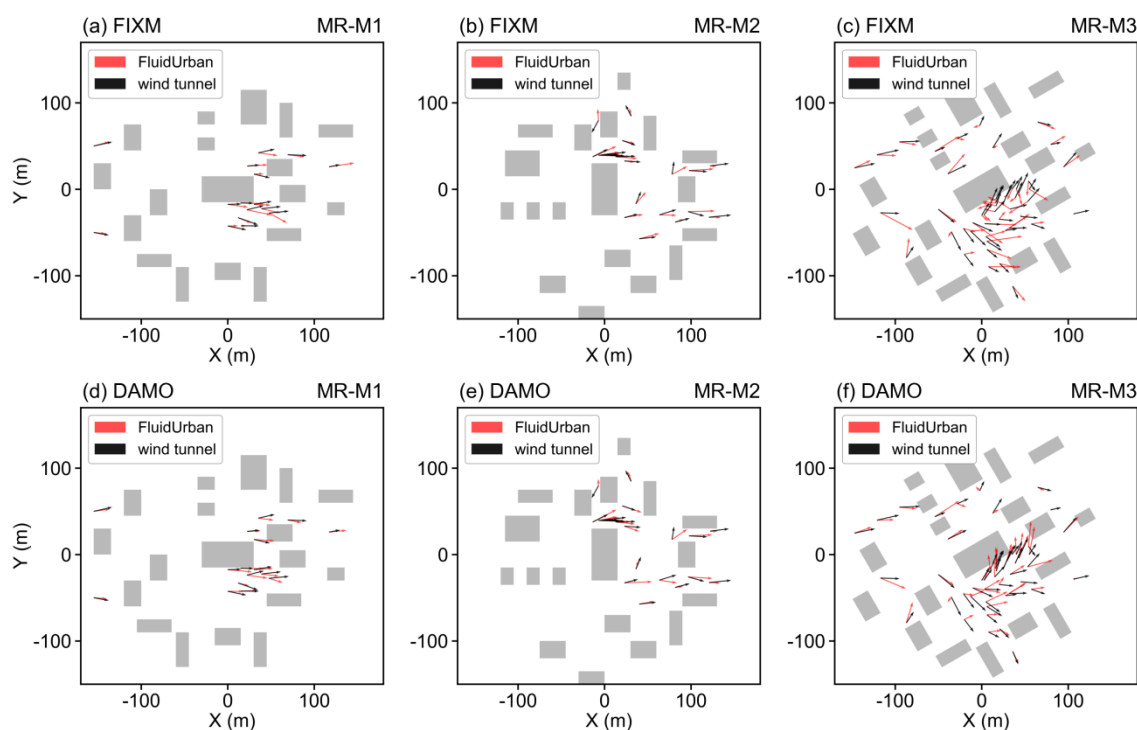 (a) FIXM MR-M1
(b) FIXM MR-M2
(c) FIXM MR-M3
FluidUrban
wind tunnel
FluidUrban
wind tunnel
FluidUrban
wind tunnel
Y (m)
100
0
-100
100
0
-100
100
0
-100
-100 0 100
-100 0 100
-100 0 100
X (m)
X (m)
X (m)
(d) DAMO MR-M1
(e) DAMO MR-M2
(f) DAMO MR-M3
FluidUrban
wind tunnel
FluidUrban
wind tunnel
FluidUrban
wind tunnel
Y (m)
100
0
-100
100
0
-100
100
0
-100
-100 0 100
-100 0 100
-100 0 100
X (m)
X (m)
X (m)